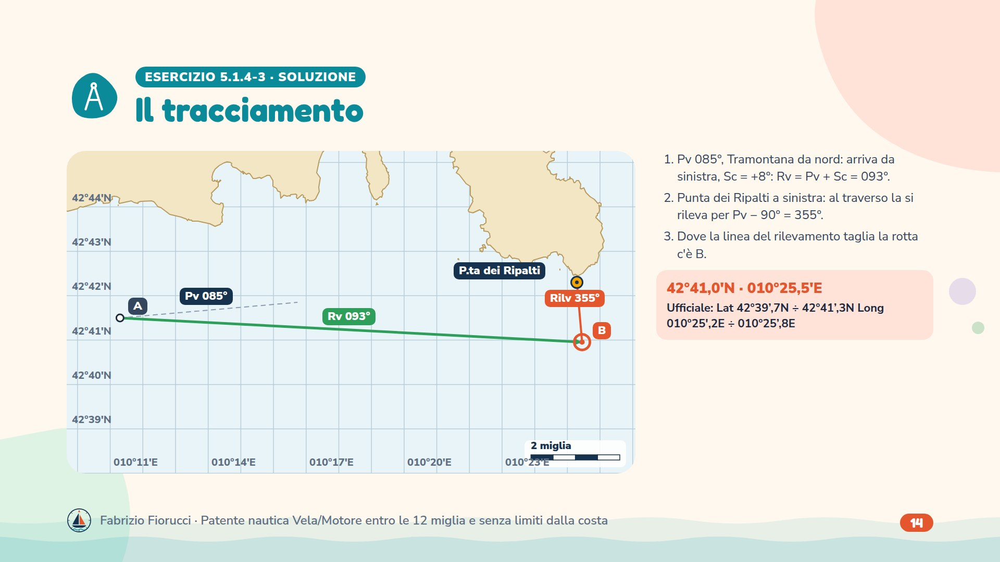 ESERCIZIO 5.1.4-3 · SOLUZIONE
Il tracciamento
42°44'N
42°43'N
42°42'N
42°41'N
42°40'N
42°39'N
010°11'E
010°14'E
010°17'E
010°20'E
010°23'E
P.ta dei Ripalti
Pv 085°
A
Rv 093°
Rilv 355°
B
2 miglia
1. Pv 085°, Tramontana da nord: arriva da
sinistra, Sc = +8°: Rv = Pv + Sc = 093°.
2. Punta dei Ripalti a sinistra: al traverso la si
rileva per Pv − 90° = 355°.
3. Dove la linea del rilevamento taglia la rotta
c'è B.
42°41,0'N · 010°25,5'E
Ufficiale: Lat 42°39’,7N ÷ 42°41’,3N Long
010°25’,2E ÷ 010°25’,8E
Fabrizio Fiorucci · Patente nautica Vela/Motore entro le 12 miglia e senza limiti dalla costa
14